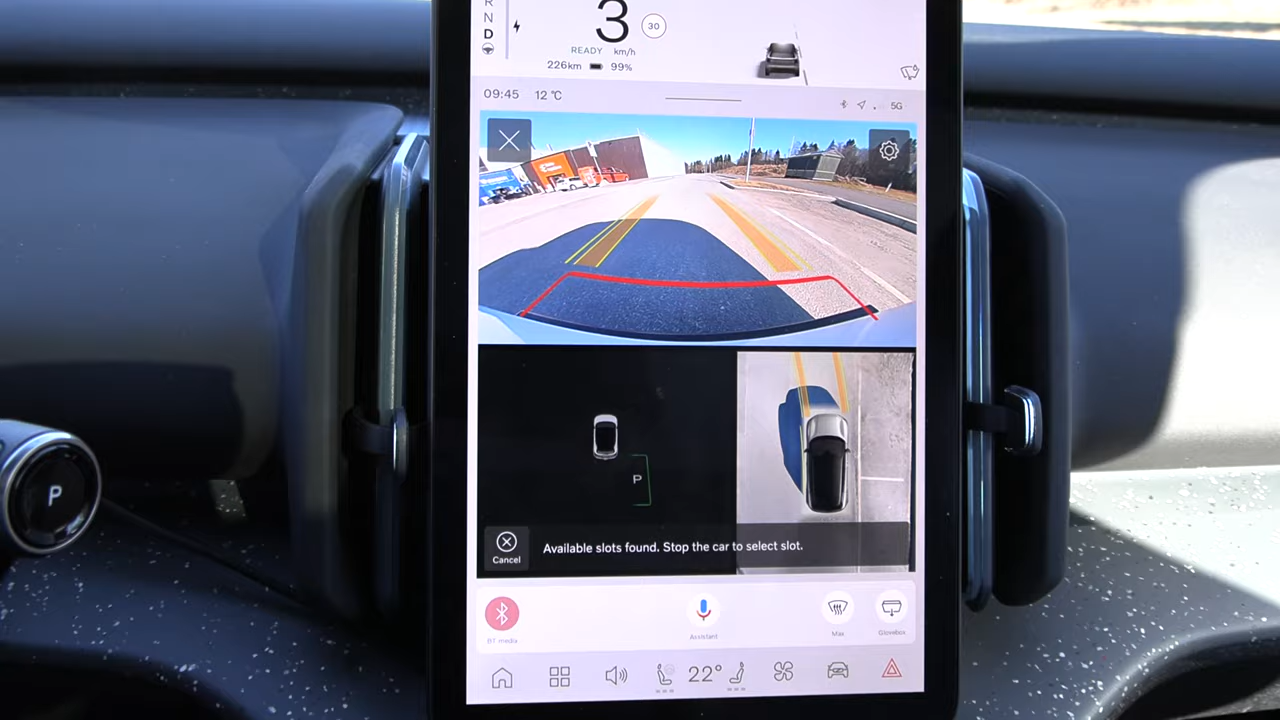 R
N
D
3
30
READY km/h
226km 99%
09:45 12 °C
5G
P
P
Available slots found. Stop the car to select slot.
Cancel
BT media
Assistant
Max
Glovebox
22°